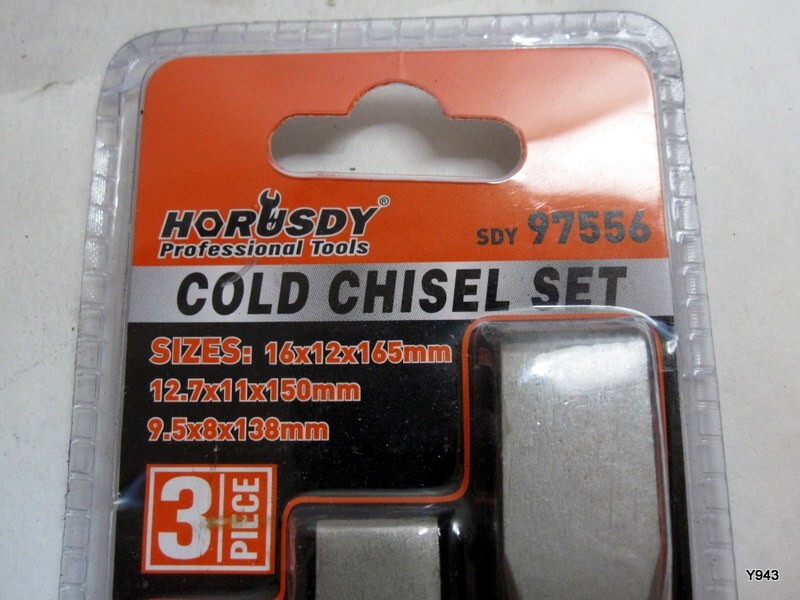 HORUSDY®
Professional Tools
SDY 97556
COLD CHISEL SET
SIZES: 16x12x165mm
12.7x11x150mm
9.5x8x138mm
3 PIECE
Y943